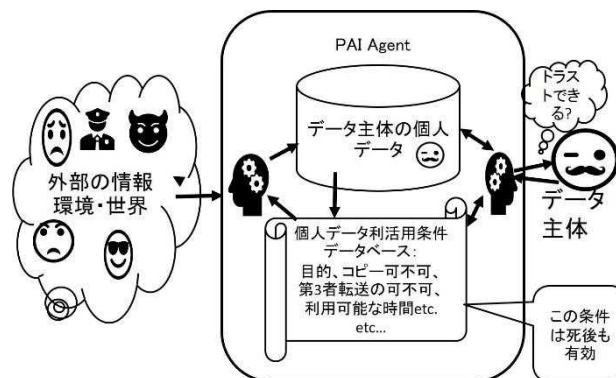 PAI Agent
トラス
トできる
る?
データ主体の個人
データ
外部の情報
環境・世界
データ
主体
個人データ利活用条件
データベース:
目的、コピー可不可、
第3者転送の可不可、
利用可能な時間etc.
etc…
この条件
は死後も
有効